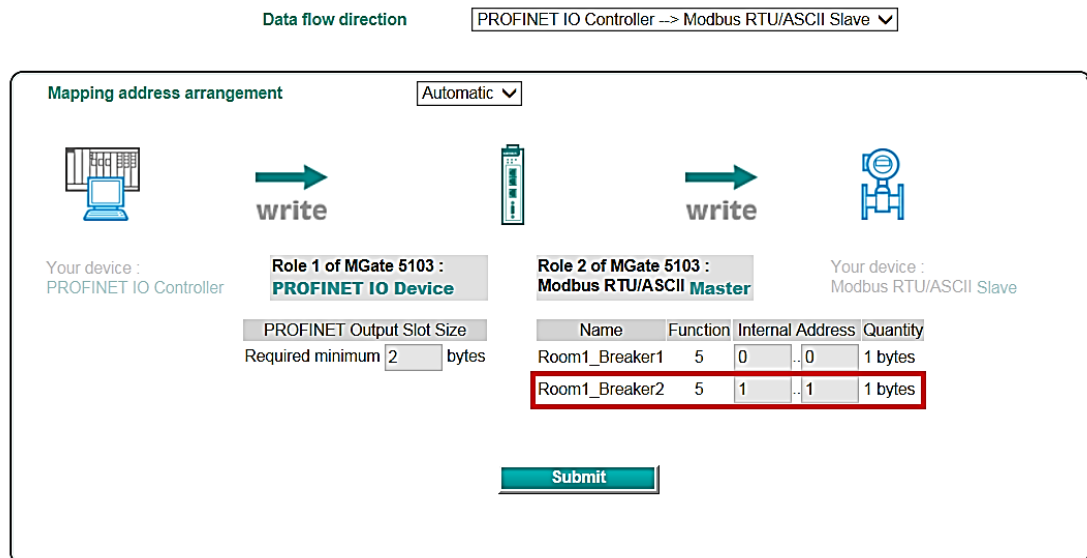 Data flow direction PROFINET IO Controller --> Modbus RTU/ASCII Slave
Mapping address arrangement Automatic
write write
Your device :
PROFINET IO Controller
Role 1 of MGate 5103 :
PROFINET IO Device
Role 2 of MGate 5103 :
Modbus RTU/ASCII Master
Your device :
Modbus RTU/ASCII Slave
PROFINET Output Slot Size
Required minimum 2 bytes
Name Function Internal Address Quantity
Room1_Breaker1 5 0 .. 0 1 bytes
Room1_Breaker2 5 1 .. 1 1 bytes
Submit